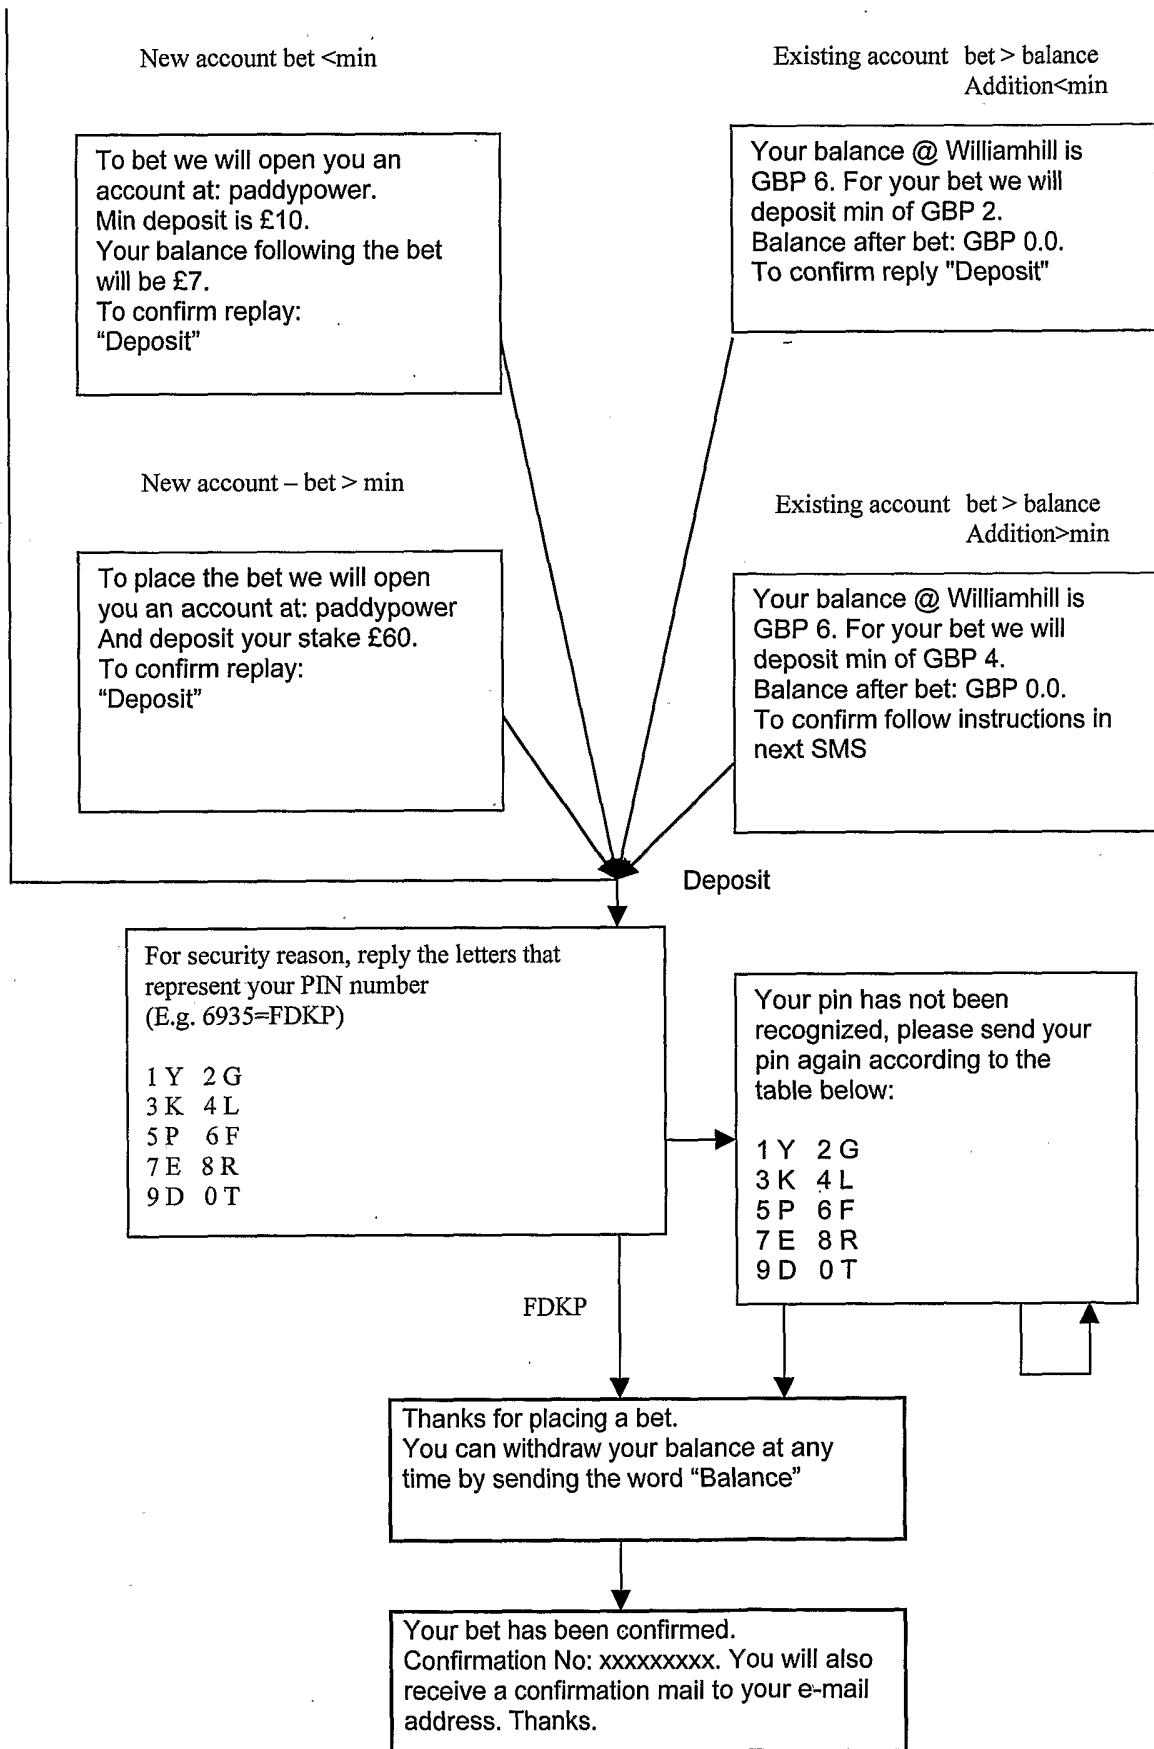 New account bet <min
To bet we will open you an
account at: paddypower.
Min deposit is £10.
Your balance following the bet
will be £7.
To confirm replay:
“Deposit”
Existing account bet > balance
Addition<min
Your balance @ Williamhill is
GBP 6. For your bet we will
deposit min of GBP 2.
Balance after bet: GBP 0.0.
To confirm reply "Deposit"
New account – bet > min
To place the bet we will open
you an account at: paddypower
And deposit your stake £60.
To confirm replay:
“Deposit”
Existing account bet > balance
Addition>min
Your balance @ Williamhill is
GBP 6. For your bet we will
deposit min of GBP 4.
Balance after bet: GBP 0.0.
To confirm follow instructions in
next SMS
Deposit
For security reason, reply the letters that
represent your PIN number
(E.g. 6935=FDKP)
1 Y 2 G
3 K 4 L
5 P 6 F
7 E 8 R
9 D 0 T
Your pin has not been
recognized, please send your
pin again according to the
table below:
1 Y 2 G
3 K 4 L
5 P 6 F
7 E 8 R
9 D 0 T
FDKP
Thanks for placing a bet.
You can withdraw your balance at any
time by sending the word “Balance”
Your bet has been confirmed.
Confirmation No: xxxxxxxxx. You will also
receive a confirmation mail to your e-mail
address. Thanks.